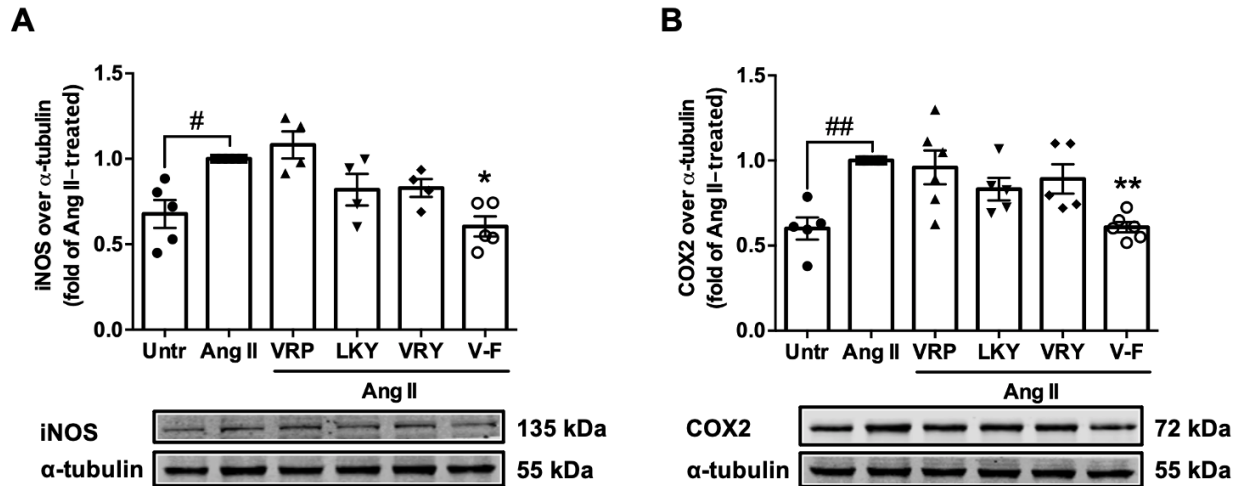 A
iNOS over α-tubulin
(fold of Ang II-treated)
1.5
1.0
0.5
0.0
#
*
Untr Ang II VRP LKY VRY V-F
Ang II
iNOS 135 kDa
α-tubulin 55 kDa
B
COX2 over α-tubulin
(fold of Ang II-treated)
1.5
1.0
0.5
0.0
##
**
Untr Ang II VRP LKY VRY V-F
Ang II
COX2 72 kDa
α-tubulin 55 kDa